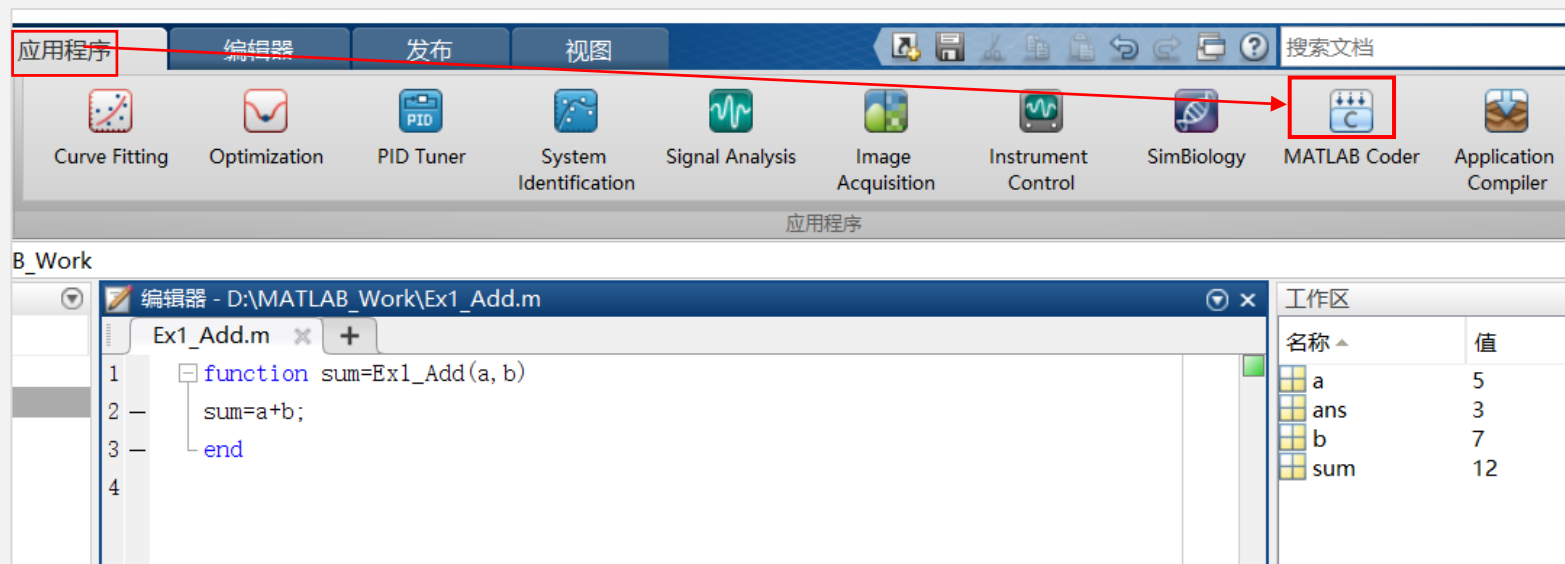 应用程序 编辑器 发布 视图 搜索文档
PID
C
Curve Fitting Optimization PID Tuner System Identification Signal Analysis Image Acquisition Instrument Control SimBiology MATLAB Coder Application Compiler
应用程序
B_Work
编辑器 - D:\MATLAB_Work\Ex1_Add.m
Ex1_Add.m
1 function sum=Ex1_Add(a,b)
2 sum=a+b;
3 end
4
工作区
名称 值
a 5
ans 3
b 7
sum 12